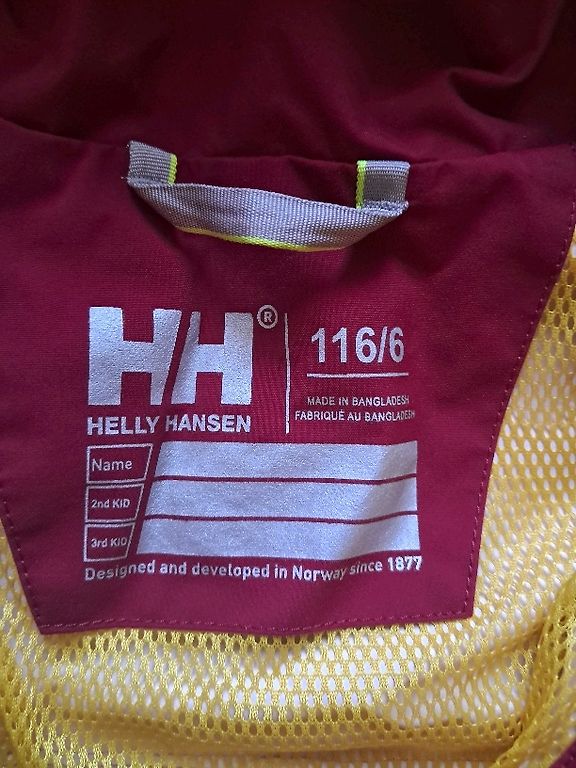 HH®
HELLY HANSEN
116/6
MADE IN BANGLADESH
FABRIQUÉ AU BANGLADESH
Name
2nd KID
3rd KID
Designed and developed in Norway since 1877